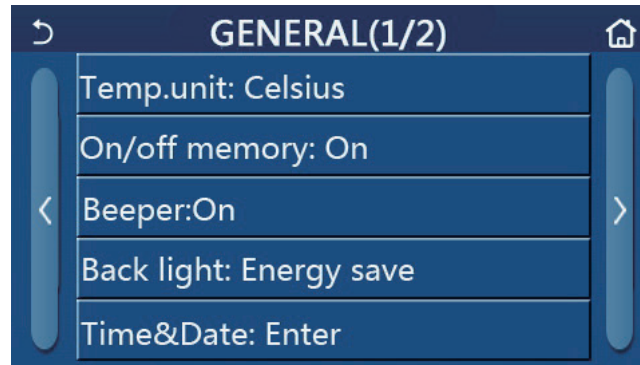 GENERAL(1/2)
Temp.unit: Celsius
On/off memory: On
Beeper:On
Back light: Energy save
Time&Date: Enter